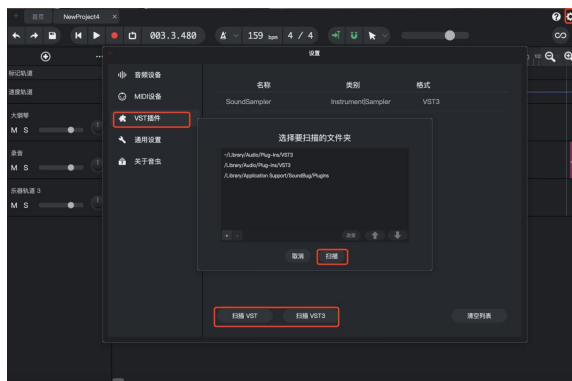 首页 NewProject4 ×
003.3.480 159 bpm 4 / 4
设置
标记轨道
速度轨道
大钢琴
M S
录音
M S
乐器轨道 3
M S
音频设备
MIDI设备
VST插件
通用设置
关于音虫
名称 类别 格式
SoundSampler Instrument|Sampler VST3
选择要扫描的文件夹
~/Library/Audio/Plug-Ins/VST3
/Library/Audio/Plug-Ins/VST3
/Library/Application Support/SoundBug/Plugins
取消 扫描
扫描 VST 扫描 VST3 清空列表